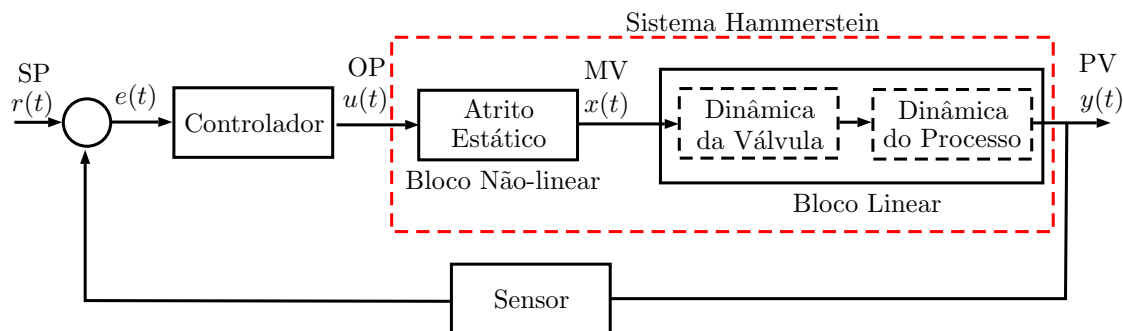 Sistema Hammerstein
SP
r(t)
e(t)
Controlador
OP
u(t)
Atrito
Estático
Bloco Não-linear
MV
x(t)
Dinâmica
da Válvula
Dinâmica
do Processo
Bloco Linear
PV
y(t)
Sensor